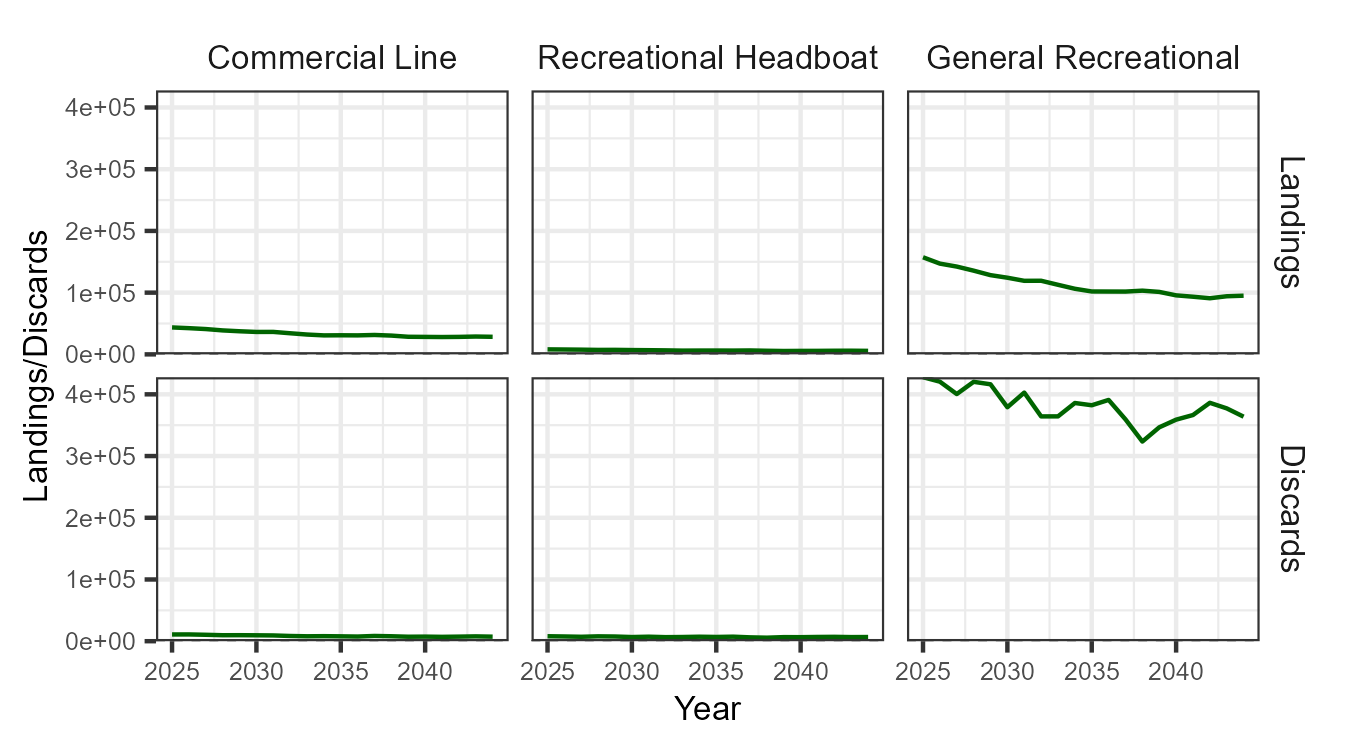 Commercial Line
Recreational Headboat
General Recreational
4e+05
3e+05
2e+05
1e+05
0e+00
Landings
Landings/Discards
4e+05
3e+05
2e+05
1e+05
0e+00
Discards
2025 2030 2035 2040
2025 2030 2035 2040
2025 2030 2035 2040
Year